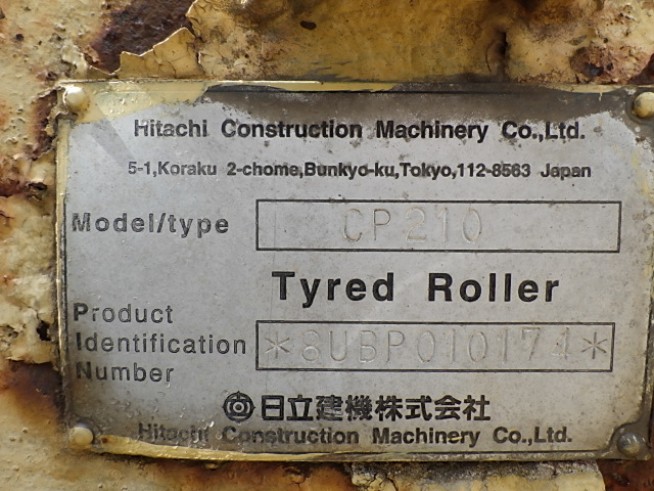 Hitachi Construction Machinery Co.,Ltd.
5-1,Koraku 2-chome,Bunkyo-ku,Tokyo,112-8563 Japan
Model/type CP210
Tyred Roller
Product
Identification *8UBP010174*
Number
日立建機株式会社
Hitachi Construction Machinery Co.,Ltd.